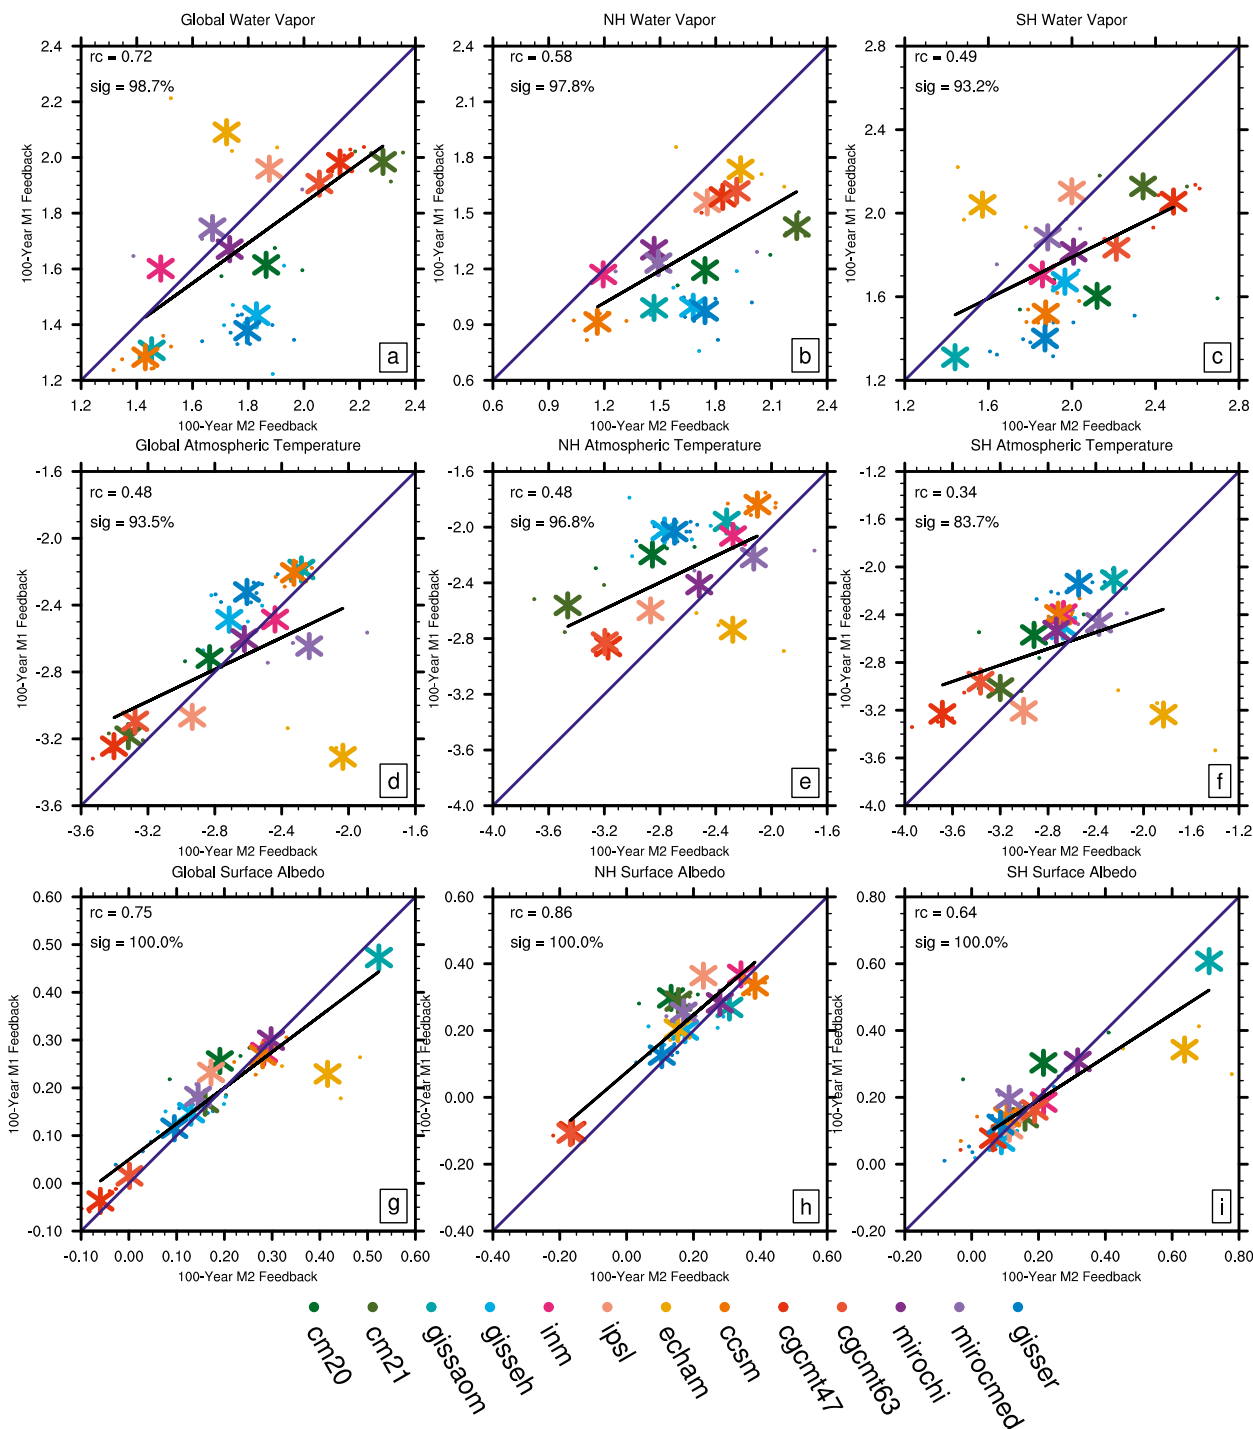 Global Water Vapor
NH Water Vapor
SH Water Vapor
2.4
2.2
2.0
1.8
1.6
1.4
1.2
100-Year M1 Feedback
rc = 0.72
sig = 98.7%
a
1.2 1.4 1.6 1.8 2.0 2.2 2.4
100-Year M2 Feedback
2.4
2.1
1.8
1.5
1.2
0.9
0.6
100-Year M1 Feedback
rc = 0.58
sig = 97.8%
b
0.6 0.9 1.2 1.5 1.8 2.1 2.4
100-Year M2 Feedback
2.8
2.4
2.0
1.6
1.2
100-Year M1 Feedback
rc = 0.49
sig = 93.2%
c
1.2 1.6 2.0 2.4 2.8
100-Year M2 Feedback
Global Atmospheric Temperature
NH Atmospheric Temperature
SH Atmospheric Temperature
-1.6
-2.0
-2.4
-2.8
-3.2
-3.6
100-Year M1 Feedback
rc = 0.48
sig = 93.5%
d
-3.6 -3.2 -2.8 -2.4 -2.0 -1.6
100-Year M2 Feedback
-1.6
-2.0
-2.4
-2.8
-3.2
-3.6
-4.0
100-Year M1 Feedback
rc = 0.48
sig = 96.8%
e
-4.0 -3.6 -3.2 -2.8 -2.4 -2.0 -1.6
100-Year M2 Feedback
-1.2
-1.6
-2.0
-2.4
-2.8
-3.2
-3.6
-4.0
100-Year M1 Feedback
rc = 0.34
sig = 83.7%
f
-4.0 -3.6 -3.2 -2.8 -2.4 -2.0 -1.6 -1.2
100-Year M2 Feedback
Global Surface Albedo
NH Surface Albedo
SH Surface Albedo
0.60
0.50
0.40
0.30
0.20
0.10
0.00
-0.10
100-Year M1 Feedback
rc = 0.75
sig = 100.0%
g
-0.10 0.00 0.10 0.20 0.30 0.40 0.50 0.60
100-Year M2 Feedback
0.60
0.40
0.20
0.00
-0.20
-0.40
100-Year M1 Feedback
rc = 0.86
sig = 100.0%
h
-0.40 -0.20 0.00 0.20 0.40 0.60
100-Year M2 Feedback
0.80
0.60
0.40
0.20
0.00
-0.20
100-Year M1 Feedback
rc = 0.64
sig = 100.0%
i
-0.20 0.00 0.20 0.40 0.60 0.80
100-Year M2 Feedback
cm20
cm21
gissaom
gisseh
inm
ipsl
echam
ccsm
cgcmt47
cgcmt63
mirochi
mirocmed
gisser